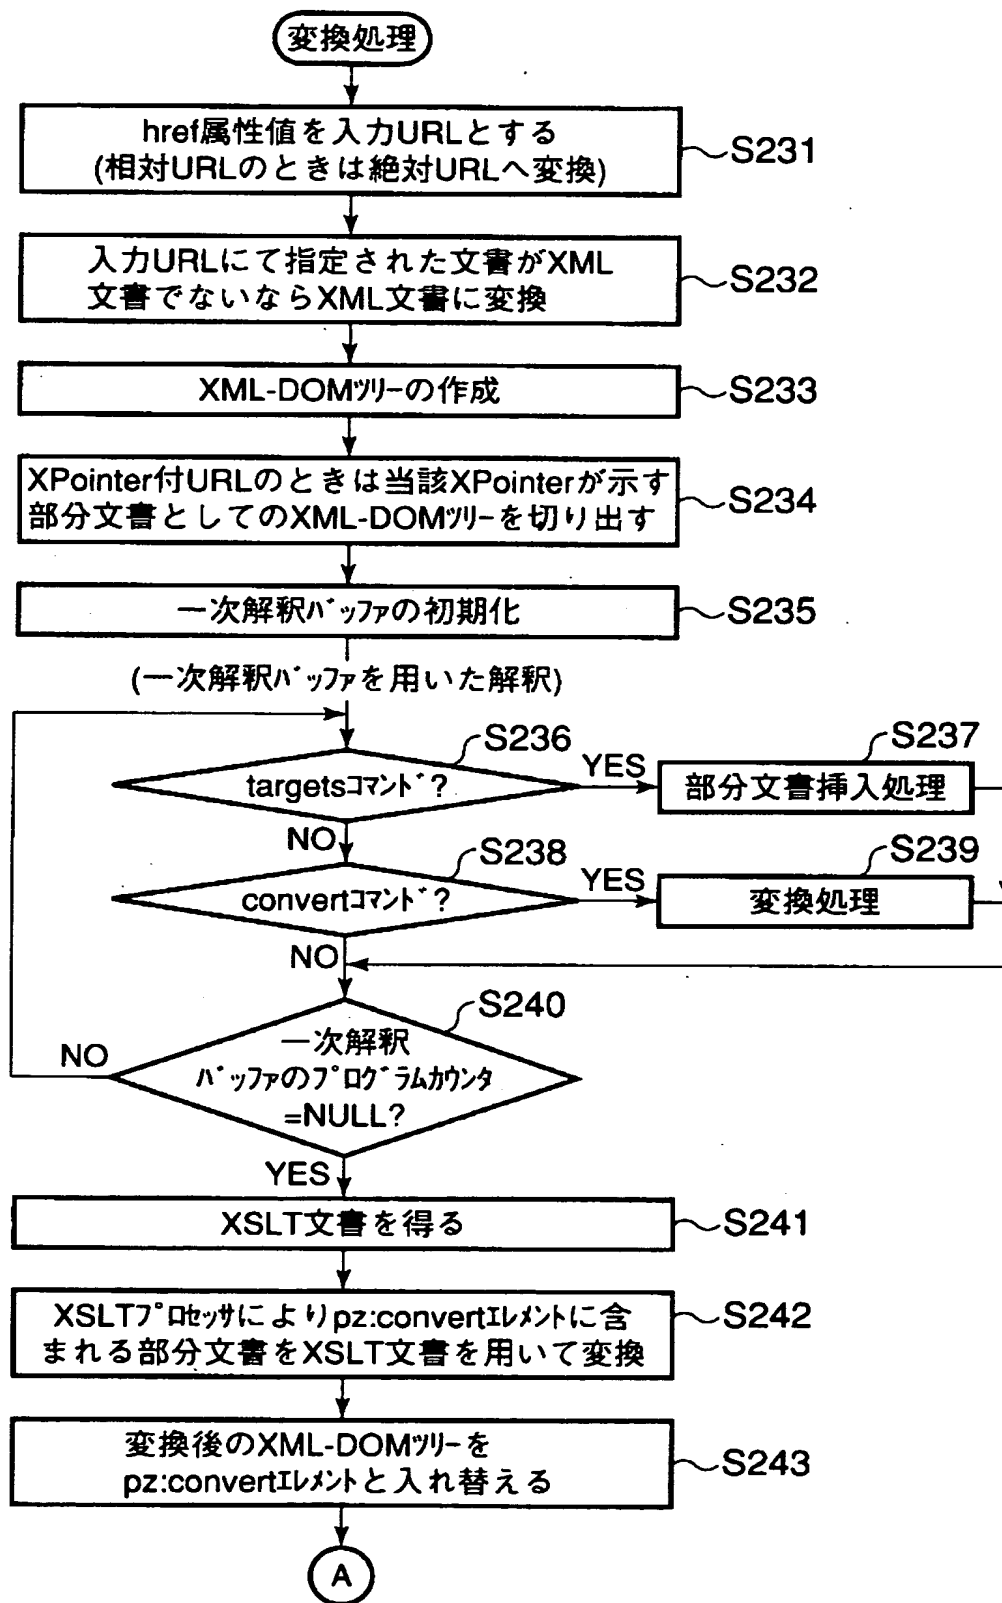 変換処理
href属性値を入力URLとする
(相対URLのときは絶対URLへ変換)
S231
入力URLにて指定された文書がXML
文書でないならXML文書に変換
S232
XML-DOMﾂﾘｰの作成
S233
XPointer付URLのときは当該XPointerが示す
部分文書としてのXML-DOMﾂﾘｰを切り出す
S234
一次解釈ﾊﾞｯﾌｧの初期化
S235
(一次解釈ﾊﾞｯﾌｧを用いた解釈)
S236
targetsｺﾏﾝﾄﾞ?
YES
S237
部分文書挿入処理
NO
S238
convertｺﾏﾝﾄﾞ?
YES
S239
変換処理
NO
S240
一次解釈
ﾊﾞｯﾌｧのﾌﾟﾛｸﾞﾗﾑｶｳﾝﾀ
=NULL?
NO
YES
XSLT文書を得る
S241
XSLTﾌﾟﾛｾｯｻによりpz:convertｴﾚﾒﾝﾄに含
まれる部分文書をXSLT文書を用いて変換
S242
変換後のXML-DOMﾂﾘｰを
pz:convertｴﾚﾒﾝﾄと入れ替える
S243
A